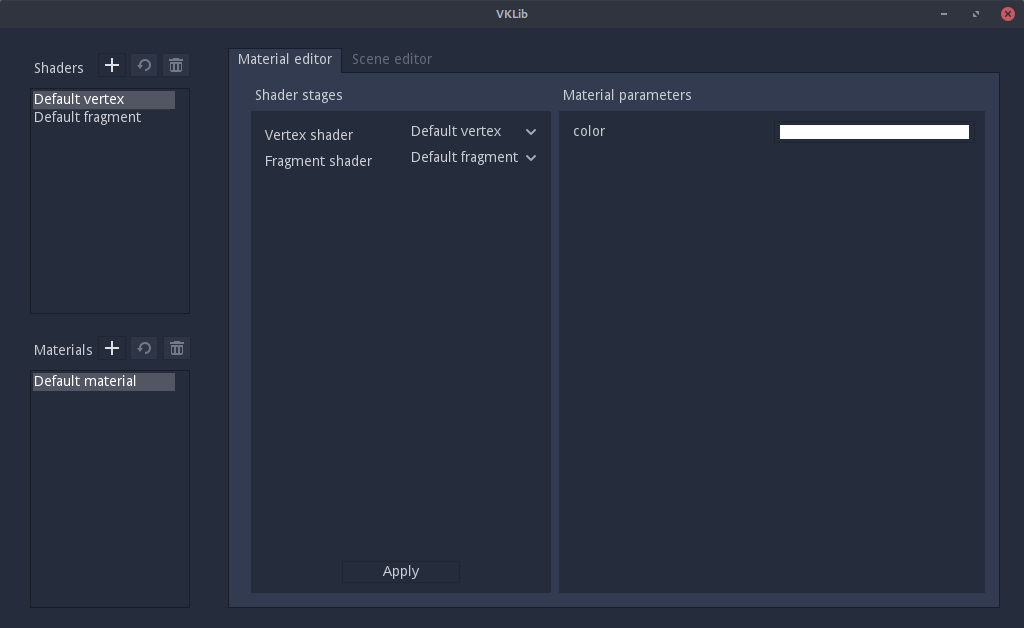 VKLib
Shaders
Default vertex
Default fragment
Materials
Default material
Material editor
Scene editor
Shader stages
Vertex shader
Default vertex
Fragment shader
Default fragment
Apply
Material parameters
color